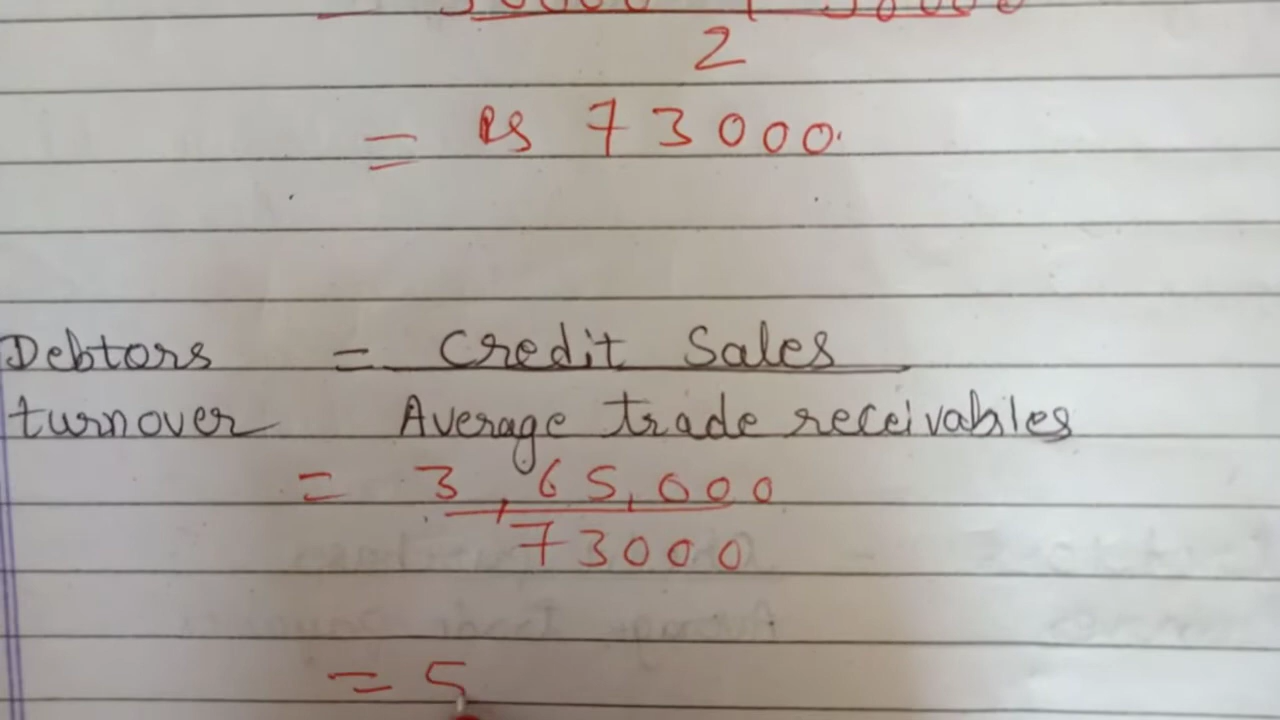 2
= Rs 73000.
Debtors = Credit Sales
turnover Average trade receivables
= 3,65,000
73000
= 5